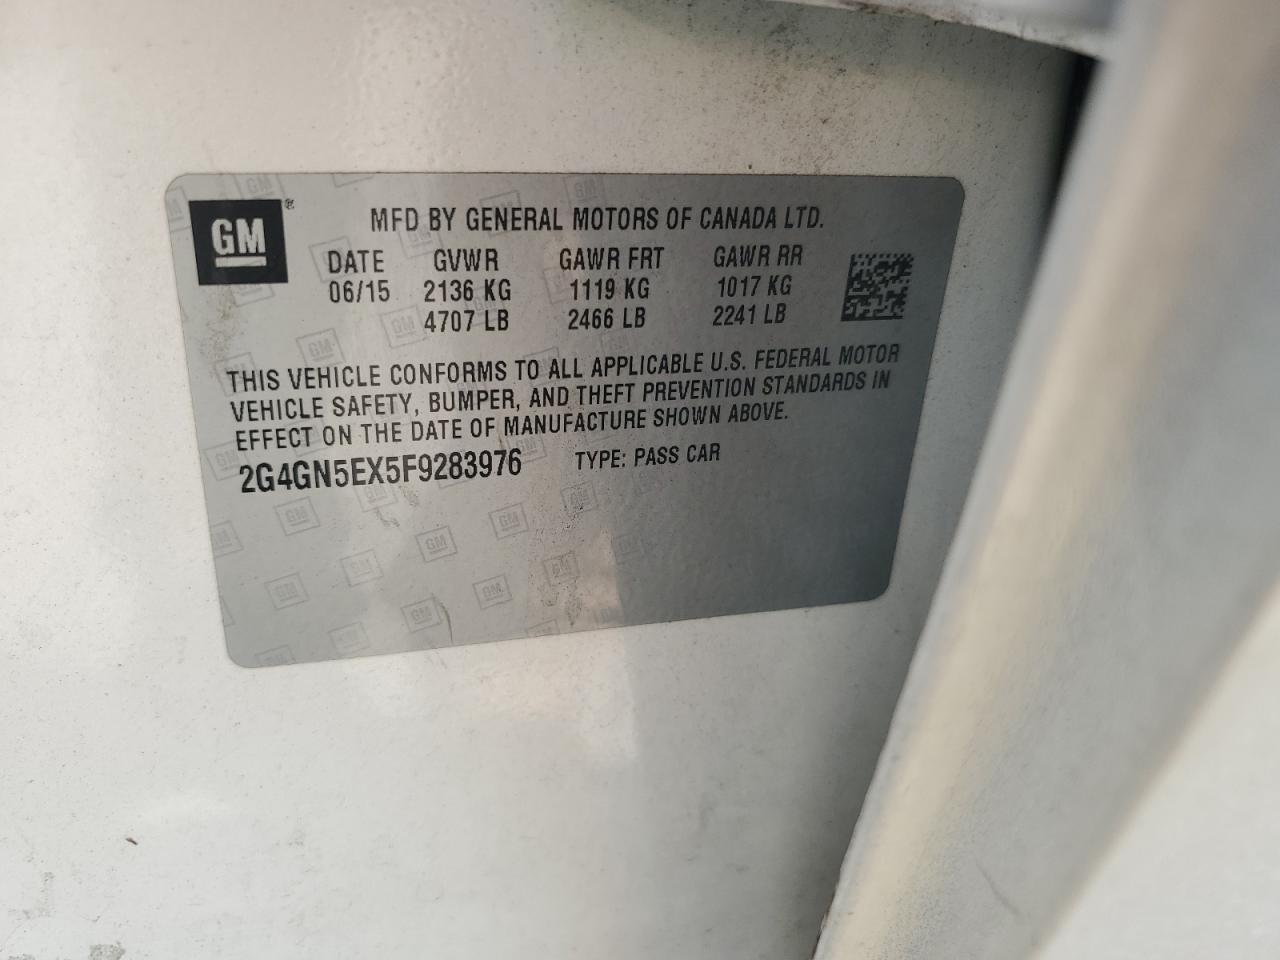 GM®
MFD BY GENERAL MOTORS OF CANADA LTD.
DATE GVWR GAWR FRT GAWR RR
06/15 2136 KG 1119 KG 1017 KG
4707 LB 2466 LB 2241 LB
THIS VEHICLE CONFORMS TO ALL APPLICABLE U.S. FEDERAL MOTOR
VEHICLE SAFETY, BUMPER, AND THEFT PREVENTION STANDARDS IN
EFFECT ON THE DATE OF MANUFACTURE SHOWN ABOVE.
2G4GN5EX5F9283976 TYPE: PASS CAR